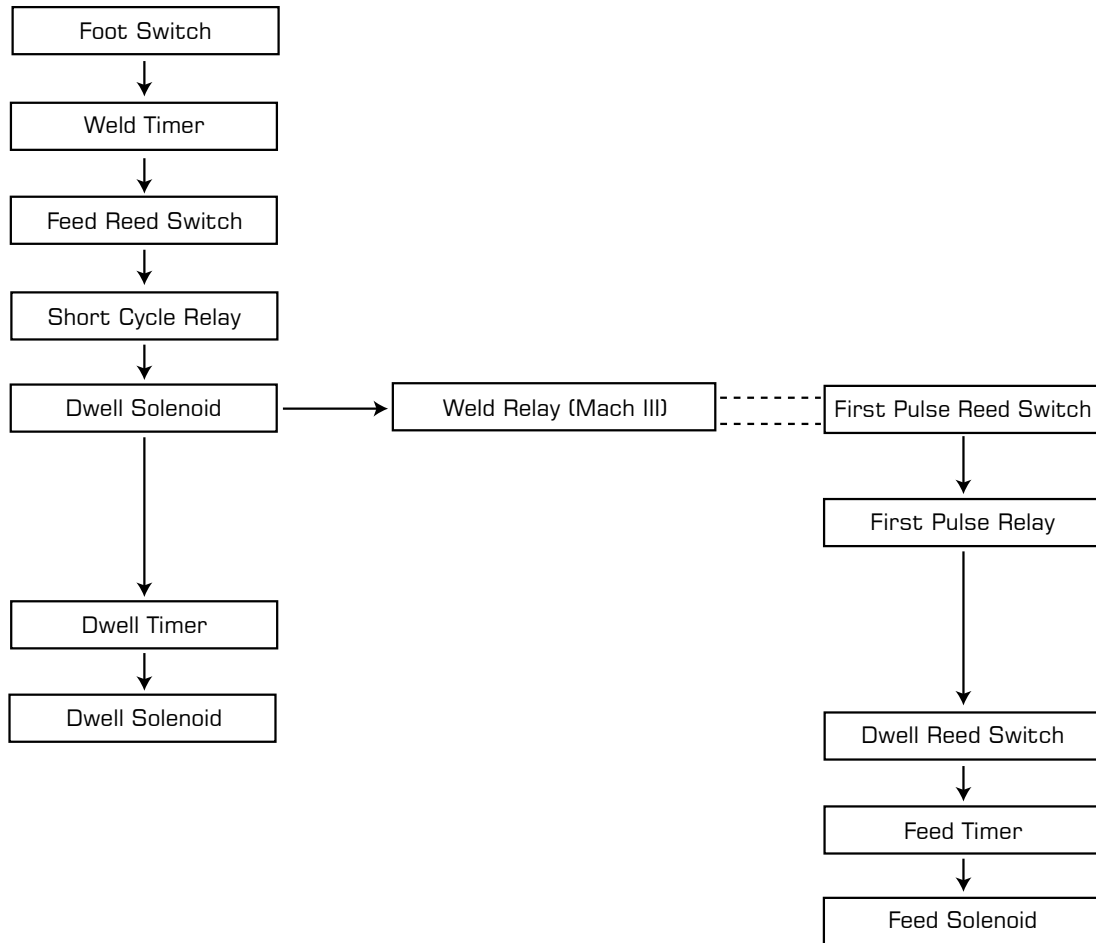 Foot Switch
Weld Timer
Feed Reed Switch
Short Cycle Relay
Dwell Solenoid
Weld Relay (Mach III)
First Pulse Reed Switch
First Pulse Relay
Dwell Timer
Dwell Solenoid
Dwell Reed Switch
Feed Timer
Feed Solenoid